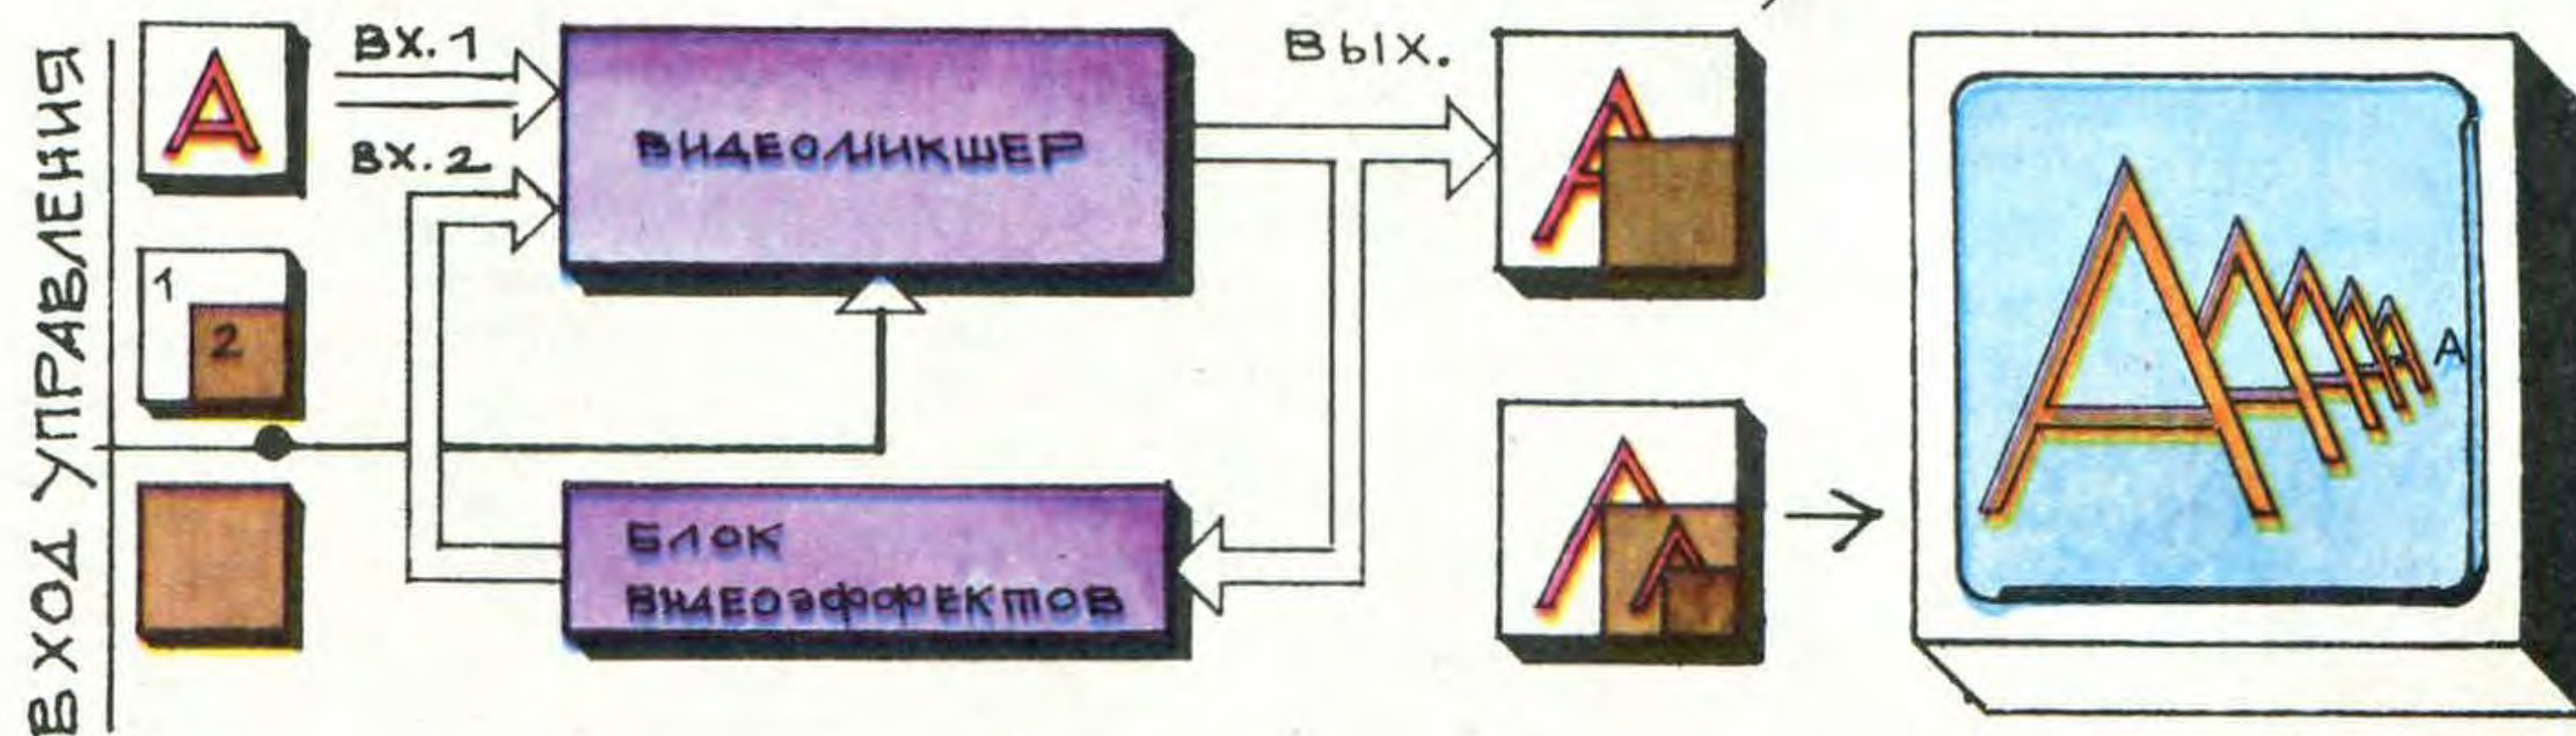 ВХОД УПРАВЛЕНИЯ
А
ВХ. 1
ВХ. 2
1
2
ВИДЕОМИКШЕР
БЛОК
ВИДЕОЭФФЕКТОВ
ВЫХ.
А
А
А
А
А
А
А
А
А